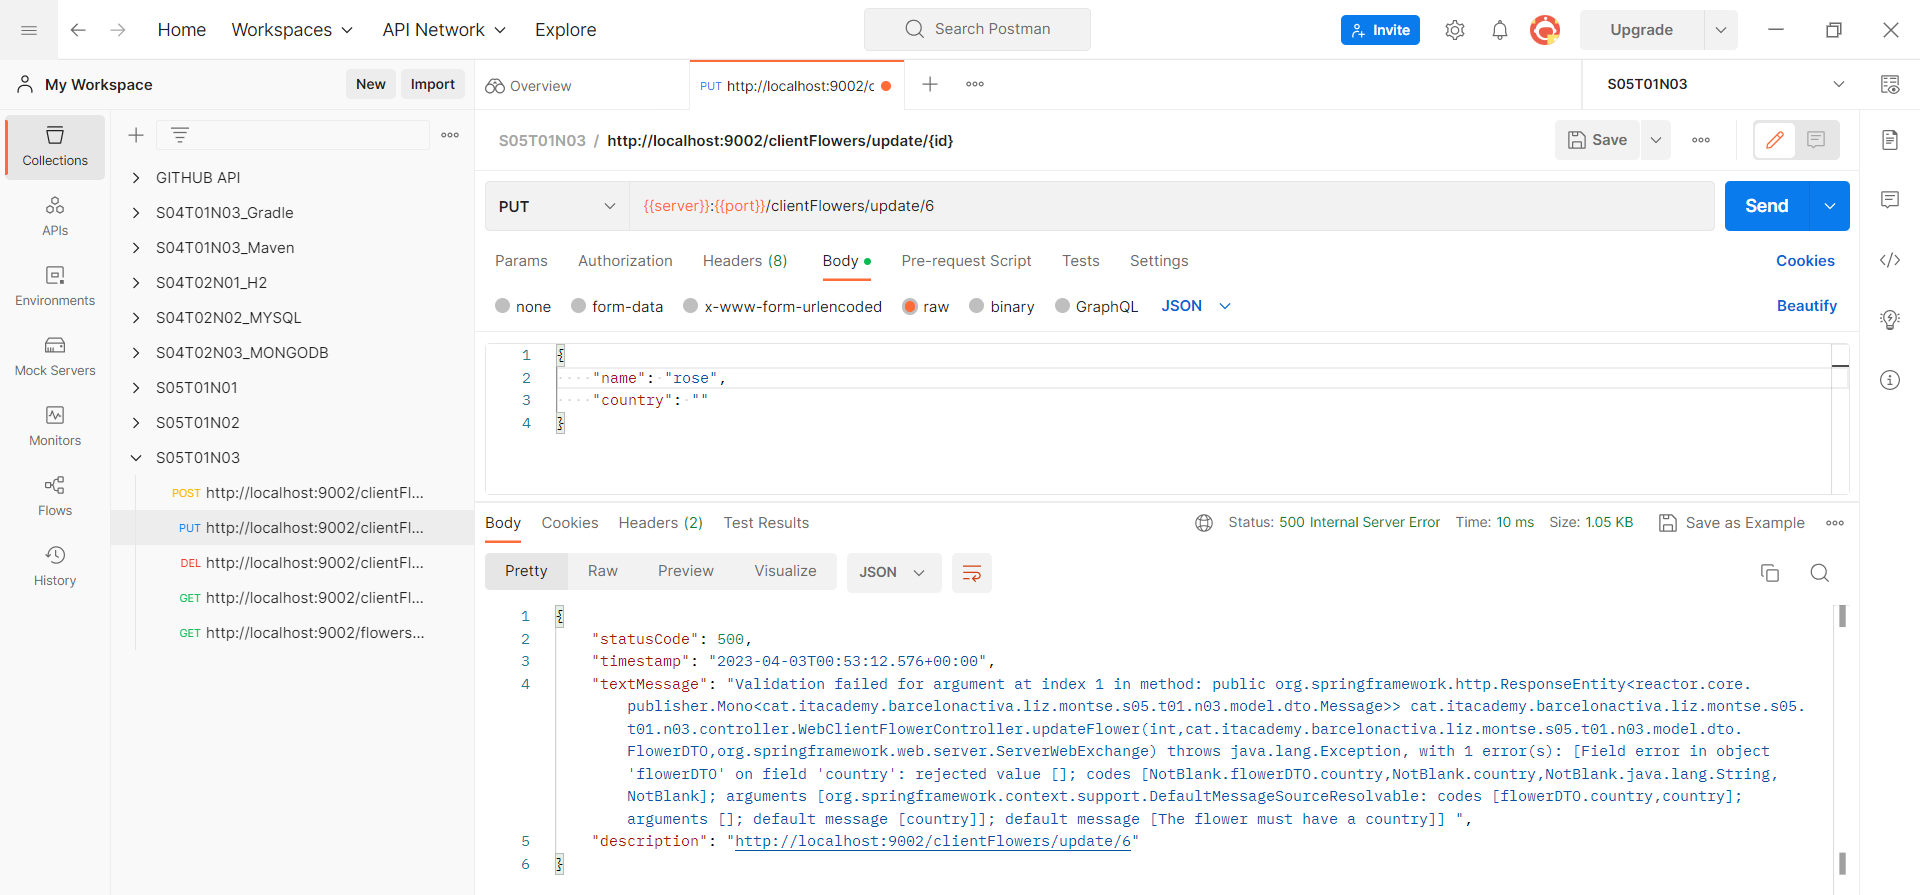 Home Workspaces API Network Explore Search Postman Invite Upgrade
My Workspace New Import Overview PUT http://localhost:9002/c S05T01N03
Collections
APIs
Environments
Mock Servers
Monitors
Flows
History
GITHUB API
S04T01N03_Gradle
S04T01N03_Maven
S04T02N01_H2
S04T02N02_MYSQL
S04T02N03_MONGODB
S05T01N01
S05T01N02
S05T01N03
POST http://localhost:9002/clientFl...
PUT http://localhost:9002/clientFl...
DEL http://localhost:9002/clientFl...
GET http://localhost:9002/clientFl...
GET http://localhost:9002/flowers...
S05T01N03 / http://localhost:9002/clientFlowers/update/{id} Save
PUT {{server}}:{{port}}/clientFlowers/update/6 Send
Params Authorization Headers (8) Body Pre-request Script Tests Settings Cookies
none form-data x-www-form-urlencoded raw binary GraphQL JSON Beautify
1 {
2 ····"name":·"rose",
3 ····"country":·""
4 }
Body Cookies Headers (2) Test Results Status: 500 Internal Server Error Time: 10 ms Size: 1.05 KB Save as Example
Pretty Raw Preview Visualize JSON
1 {
2 "statusCode": 500,
3 "timestamp": "2023-04-03T00:53:12.576+00:00",
4 "textMessage": "Validation failed for argument at index 1 in method: public org.springframework.http.ResponseEntity<reactor.core.
publisher.Mono<cat.itacademy.barcelonactiva.liz.montse.s05.t01.n03.model.dto.Message>> cat.itacademy.barcelonactiva.liz.montse.s05.
t01.n03.controller.WebClientFlowerController.updateFlower(int,cat.itacademy.barcelonactiva.liz.montse.s05.t01.n03.model.dto.
FlowerDTO,org.springframework.web.server.ServerWebExchange) throws java.lang.Exception, with 1 error(s): [Field error in object
'flowerDTO' on field 'country': rejected value []; codes [NotBlank.flowerDTO.country,NotBlank.country,NotBlank.java.lang.String,
NotBlank]; arguments [org.springframework.context.support.DefaultMessageSourceResolvable: codes [flowerDTO.country,country];
arguments []; default message [country]]; default message [The flower must have a country]] ",
5 "description": "http://localhost:9002/clientFlowers/update/6"
6 }